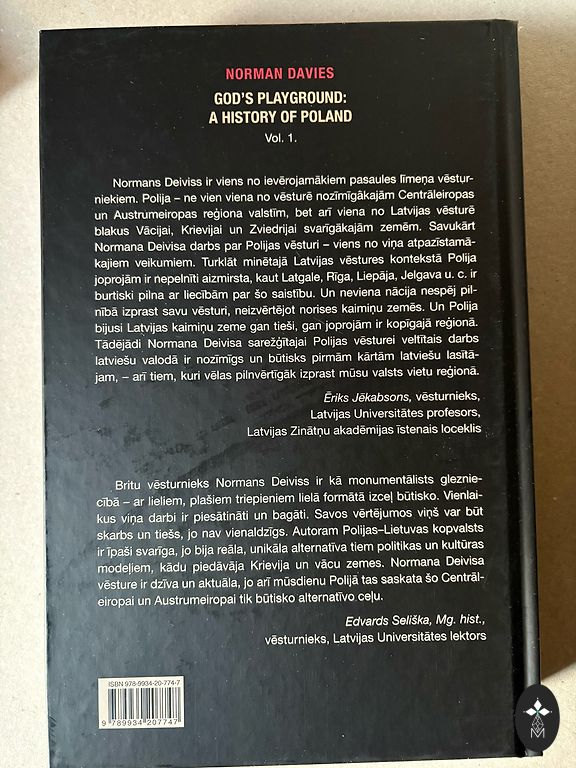 NORMAN DAVIES
GOD'S PLAYGROUND:
A HISTORY OF POLAND
Vol. 1.
Normans Deiviss ir viens no ievērojamākiem pasaules līmeņa vēstur-
niekiem. Polija – ne vien viena no vēsturē nozīmīgākajām Centrāleiropas
un Austrumeiropas reģiona valstīm, bet arī viena no Latvijas vēsturē
blakus Vācijai, Krievijai un Zviedrijai svarīgākajām zemēm. Savukārt
Normana Deivisa darbs par Polijas vēsturi – viens no viņa atpazīstamā-
kajiem veikumiem. Turklāt minētajā Latvijas vēstures kontekstā Polija
joprojām ir nepelnīti aizmirsta, kaut Latgale, Rīga, Liepāja, Jelgava u. c. ir
burtiski pilna ar liecībām par šo saistību. Un neviena nācija nespēj pil-
nībā izprast savu vēsturi, neizvērtējot norises kaimiņu zemēs. Un Polija
bijusi Latvijas kaimiņu zeme gan tieši, gan joprojām ir kopīgajā reģionā.
Tādējādi Normana Deivisa sarežģītajai Polijas vēsturei veltītais darbs
latviešu valodā ir nozīmīgs un būtisks pirmām kārtām latviešu lasītā-
jam, – arī tiem, kuri vēlas pilnvērtīgāk izprast mūsu valsts vietu reģionā.
Ēriks Jēkabsons, vēsturnieks,
Latvijas Universitātes profesors,
Latvijas Zinātņu akadēmijas īstenais loceklis
Britu vēsturnieks Normans Deiviss ir kā monumentālists gleznie-
cībā – ar lieliem, plašiem triepieniem lielā formātā izceļ būtisko. Vienlai-
kus viņa darbi ir piesātināti un bagāti. Savos vērtējumos viņš var būt
skarbs un tiešs, jo nav vienaldzīgs. Autoram Polijas-Lietuvas kopvalsts
ir īpaši svarīga, jo bija reāla, unikāla alternatīva tiem politikas un kultūras
modeļiem, kādu piedāvāja Krievija un vācu zemes. Normana Deivisa
vēsture ir dzīva un aktuāla, jo arī mūsdienu Polijā tas saskata šo Centrāl-
eiropai un Austrumeiropai tik būtisko alternatīvo ceļu.
Edvards Seliška, Mg. hist.,
vēsturnieks, Latvijas Universitātes lektors
ISBN 978-9934-20-774-7
9 789934 207747